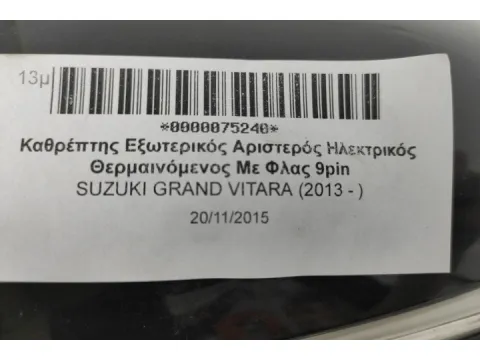 13μ
*0000075240*
Καθρέπτης Εξωτερικός Αριστερός Ηλεκτρικός
Θερμαινόμενος Με Φλας 9pin
SUZUKI GRAND VITARA (2013 - )
20/11/2015